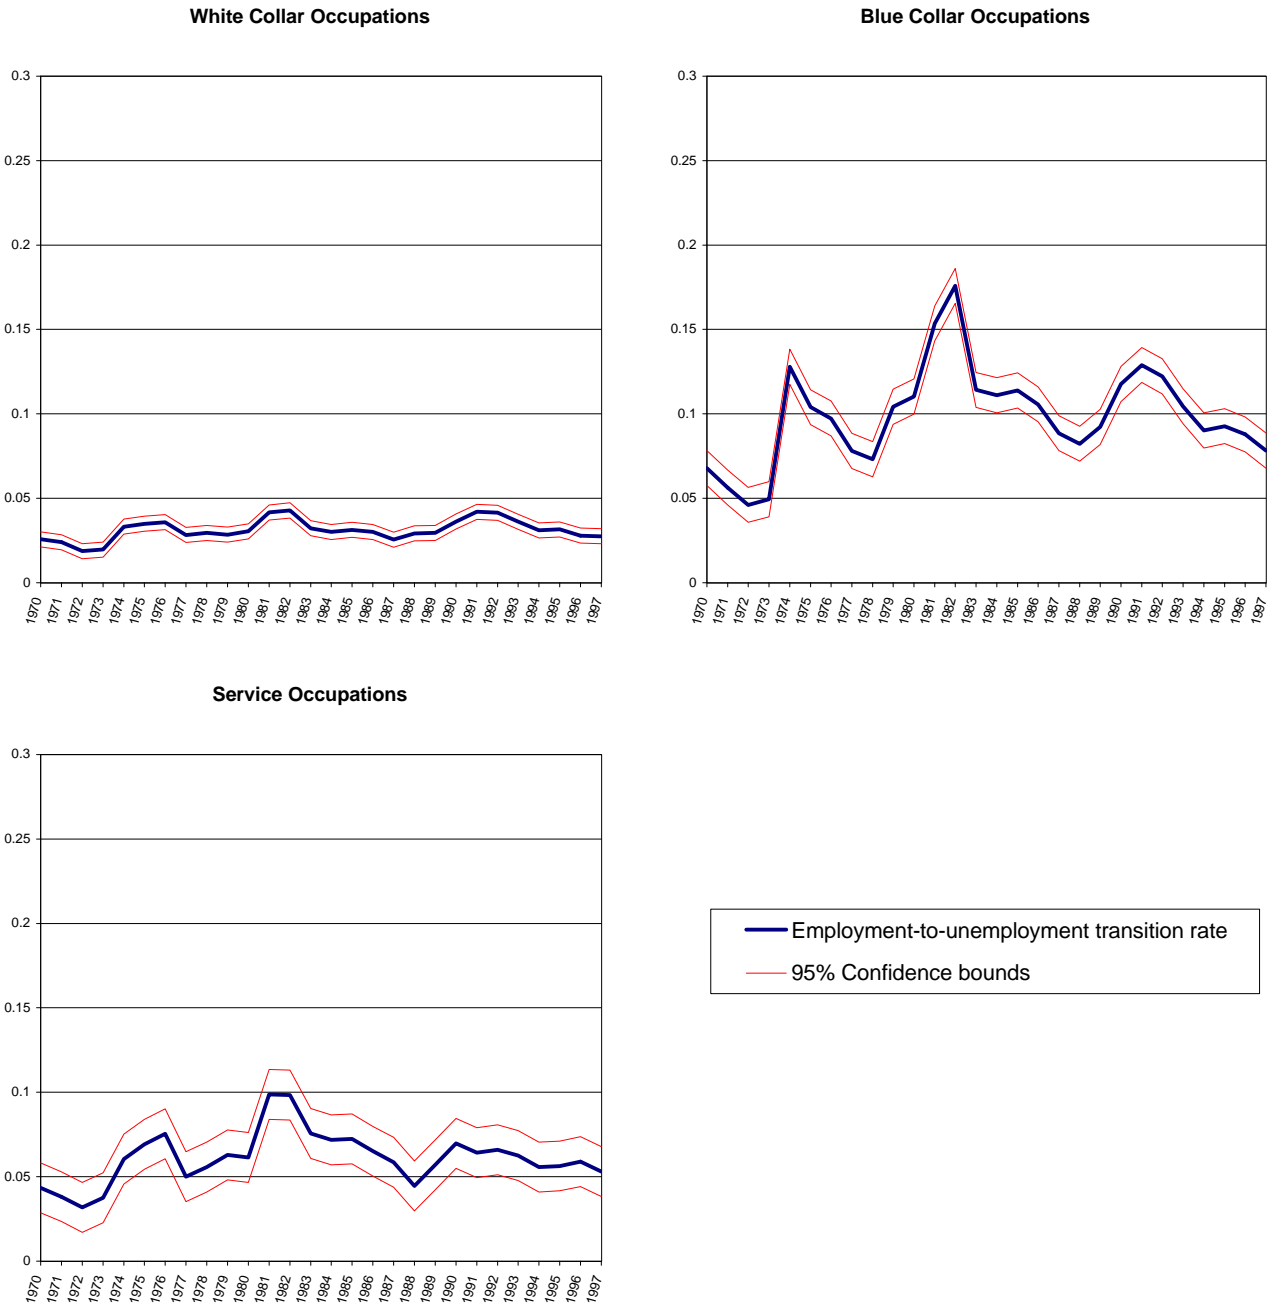 White Collar Occupations
0.3
0.25
0.2
0.15
0.1
0.05
0
1970 1971 1972 1973 1974 1975 1976 1977 1978 1979 1980 1981 1982 1983 1984 1985 1986 1987 1988 1989 1990 1991 1992 1993 1994 1995 1996 1997
Blue Collar Occupations
0.3
0.25
0.2
0.15
0.1
0.05
0
1970 1971 1972 1973 1974 1975 1976 1977 1978 1979 1980 1981 1982 1983 1984 1985 1986 1987 1988 1989 1990 1991 1992 1993 1994 1995 1996 1997
Service Occupations
0.3
0.25
0.2
0.15
0.1
0.05
0
1970 1971 1972 1973 1974 1975 1976 1977 1978 1979 1980 1981 1982 1983 1984 1985 1986 1987 1988 1989 1990 1991 1992 1993 1994 1995 1996 1997
Employment-to-unemployment transition rate
95% Confidence bounds